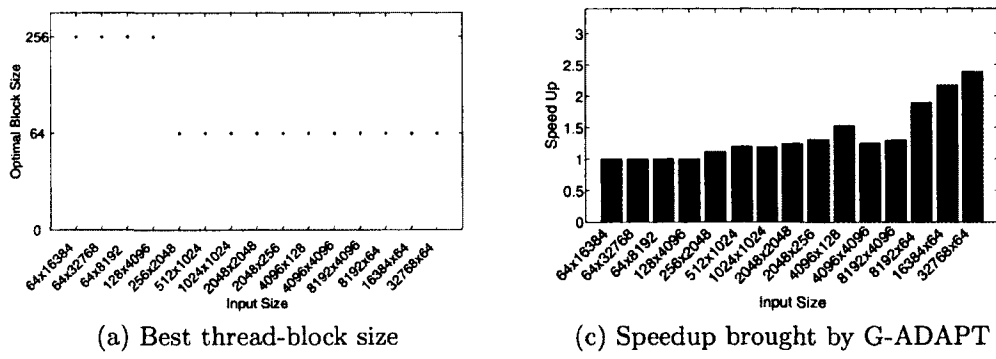 Optimal Block Size
256
64
0
64x16384
64x32768
64x8192
128x4096
256x2048
512x1024
1024x1024
2048x2048
2048x256
4096x128
4096x4096
8192x4096
8192x64
16384x64
32768x64
Input Size
(a) Best thread-block size
Speed Up
3
2.5
2
1.5
1
0.5
0
64x16384
64x32768
64x8192
128x4096
256x2048
512x1024
1024x1024
2048x2048
2048x256
4096x128
4096x4096
8192x4096
8192x64
16384x64
32768x64
Input Size
(c) Speedup brought by G-ADAPT